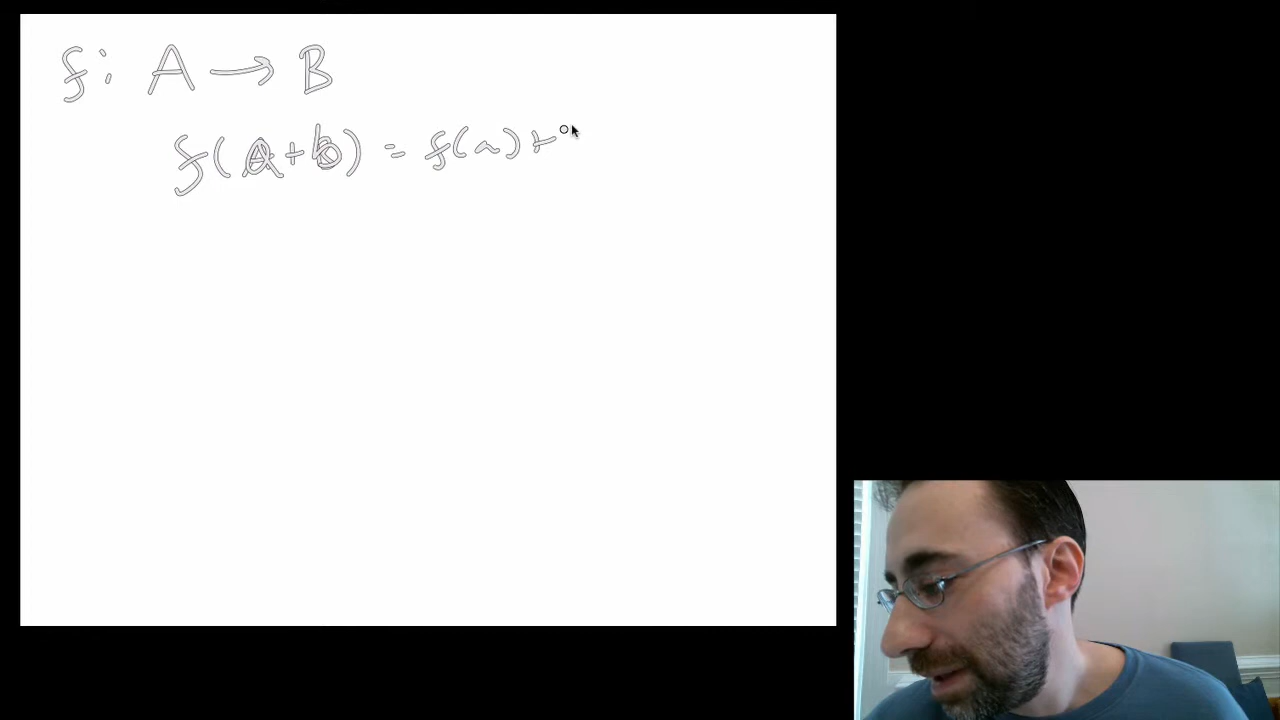 f: A → B
f(a+b) = f(a)+